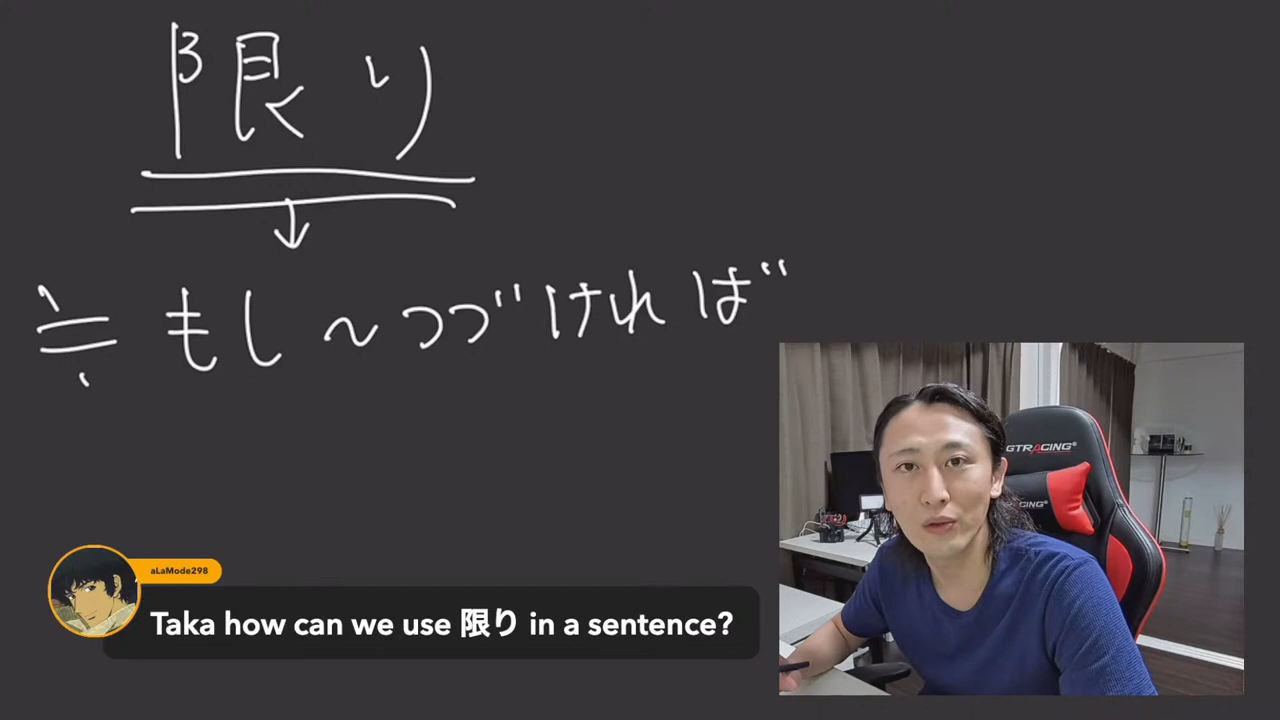 限り
↓
≒ もし〜つづければ
GTRACING®
CING®
aLaMode298
Taka how can we use 限り in a sentence?